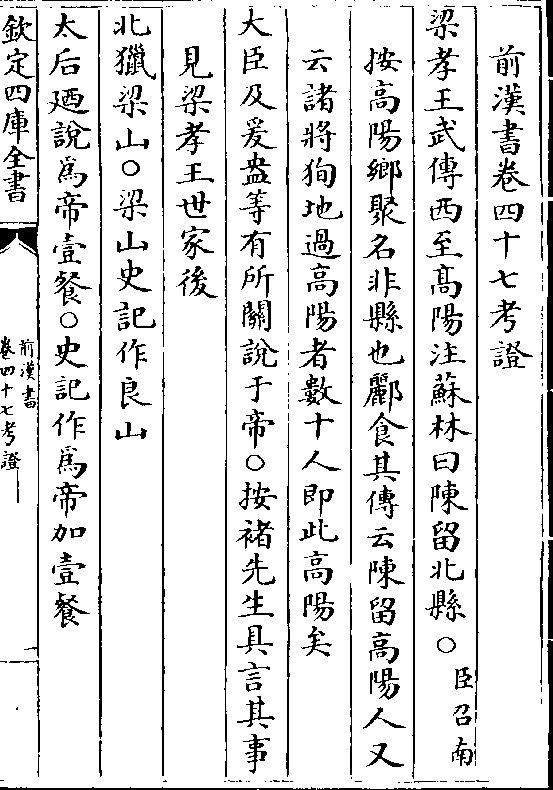 前漢書卷四十七考證
梁孝王武傳西至髙陽注蘇林曰陳留北縣○臣召南
按高陽鄉聚名非縣也酈食其傳云陳留高陽人又
云諸將狥地過高陽者數十人即此高陽矣
大臣及爰盎等有所關說于帝○按褚先生具言其事
見梁孝王世家後
北獵梁山○梁山史記作良山
太后廼說爲帝壹餐○史記作爲帝加壹餐
欽定四庫全書
前漢書
卷四十七考證
一